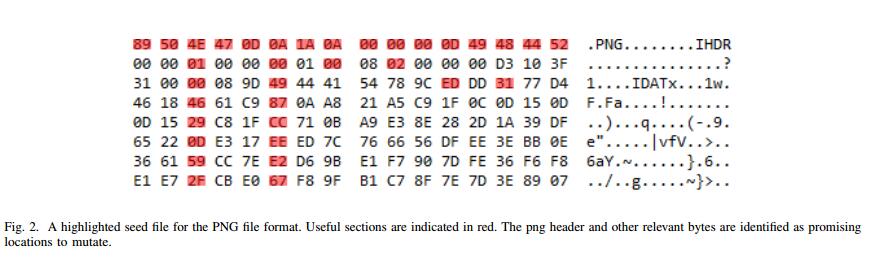 89 50 4E 47 0D 0A 1A 0A 00 00 00 0D 49 48 44 52 .PNG........IHDR
00 00 01 00 00 00 01 00 08 02 00 00 00 D3 10 3F ...............?
31 00 00 08 9D 49 44 41 54 78 9C ED DD 31 77 D4 1....IDATx...1w.
46 18 46 61 C9 87 0A A8 21 A5 C9 1F 0C 0D 15 0D F.Fa....!.......
0D 15 29 C8 1F CC 71 0B A9 E3 8E 28 2D 1A 39 DF ..)...q....(-.9.
65 22 0D E3 17 EE ED 7C 76 66 56 DF EE 3E BB 0E e".....|vfV..>..
36 61 59 CC 7E E2 D6 9B E1 F7 90 7D FE 36 F6 F8 6aY.~......}.6..
E1 E7 2F CB E0 67 F8 9F B1 C7 8F 7E 7D 3E 89 07 ../..g.....~}>..
Fig. 2. A highlighted seed file for the PNG file format. Useful sections are indicated in red. The png header and other relevant bytes are identified as promising
locations to mutate.